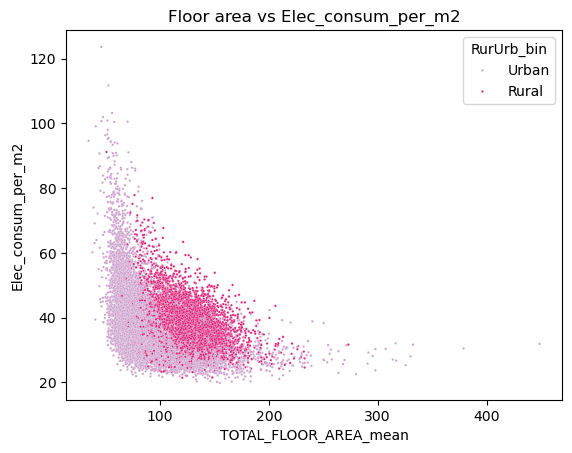 Floor area vs Elec_consum_per_m2
RurUrb_bin
Urban
Rural
Elec_consum_per_m2
120
100
80
60
40
20
100
200
300
400
TOTAL_FLOOR_AREA_mean